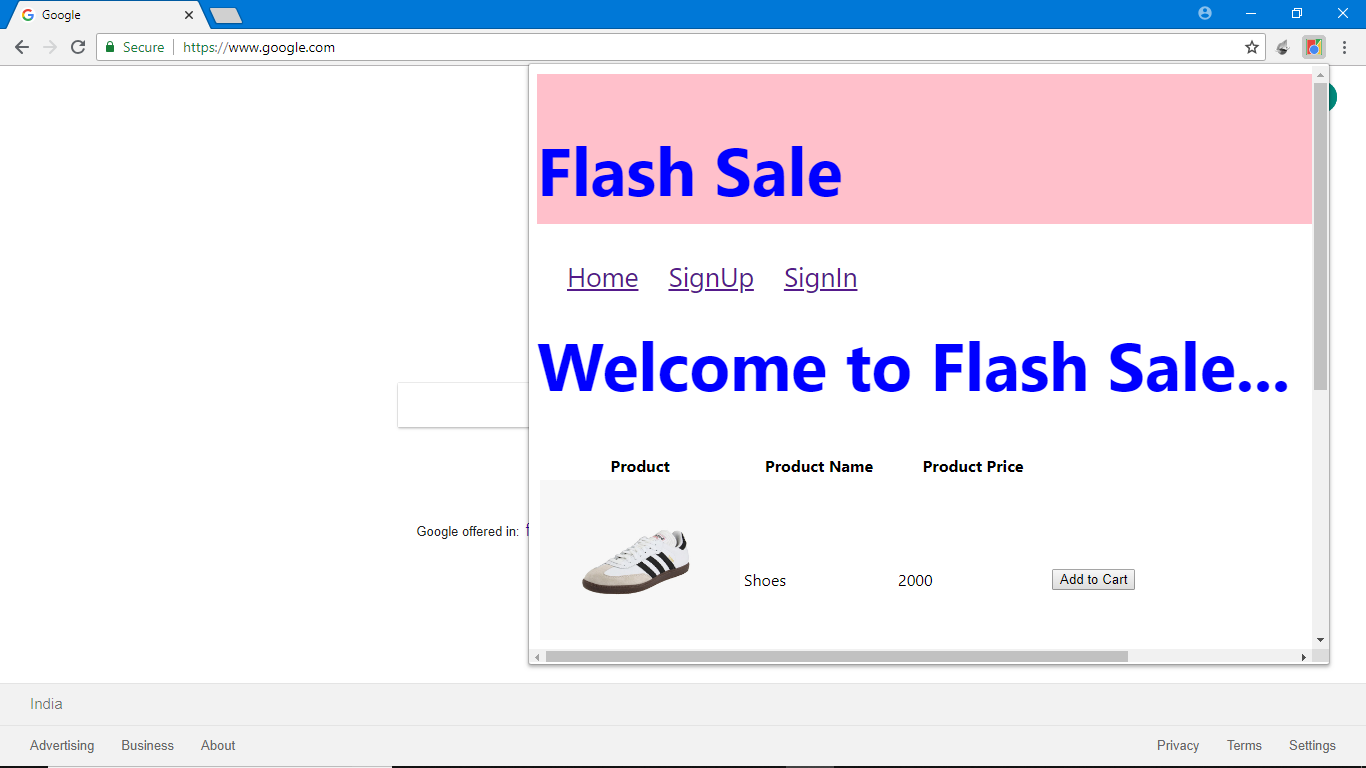 Google
Secure
https://www.google.com
Flash Sale
Home SignUp SignIn
Welcome to Flash Sale...
Product Product Name Product Price
Shoes 2000 Add to Cart
Google offered in:
India
Advertising Business About Privacy Terms Settings